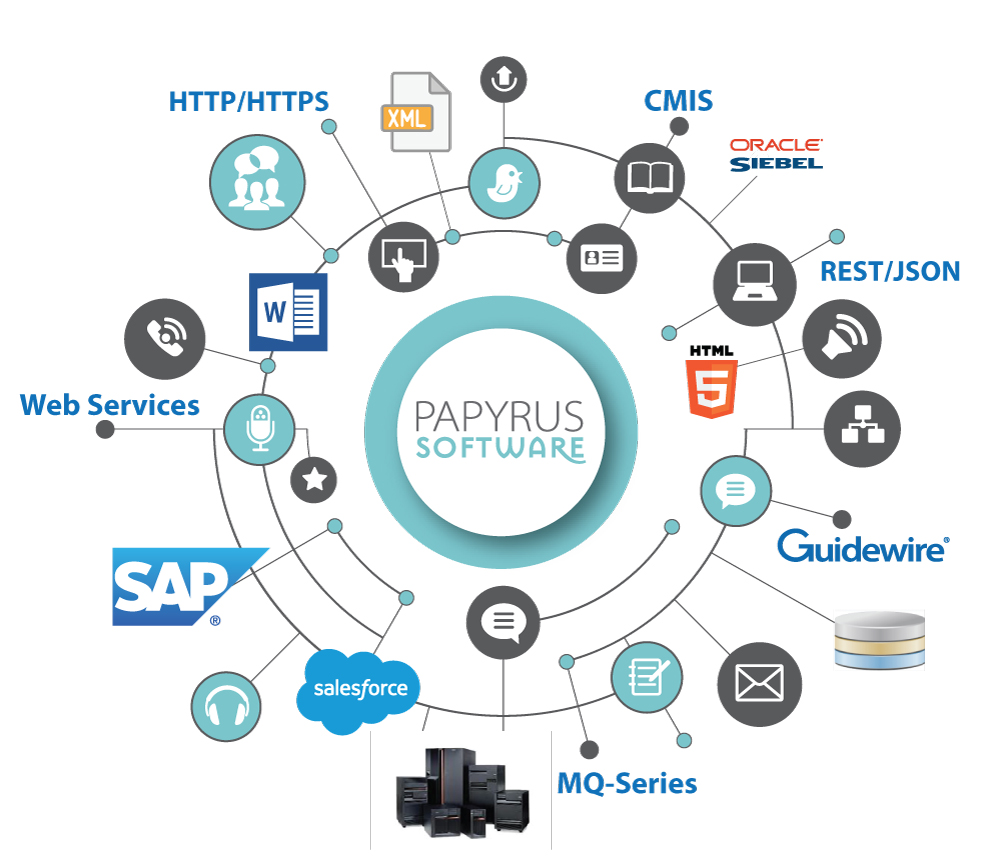 HTTP/HTTPS
XML
CMIS
ORACLE
SIEBEL
REST/JSON
W
HTML
5
Web Services
PAPYRUS
SOFTWARE
Guidewire®
SAP®
salesforce
MQ-Series